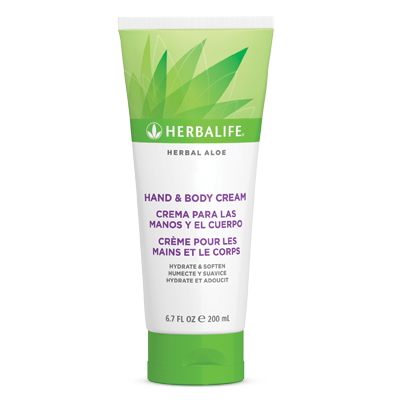 HERBALIFE®
HERBAL ALOE
HAND & BODY CREAM
CREMA PARA LAS
MANOS Y EL CUERPO
CRÈME POUR LES
MAINS ET LE CORPS
HYDRATE & SOFTEN
NUMECTE Y SUAVICE
HYDRATE ET ADOUCIT
6.7 FL OZ ℮ 200 mL